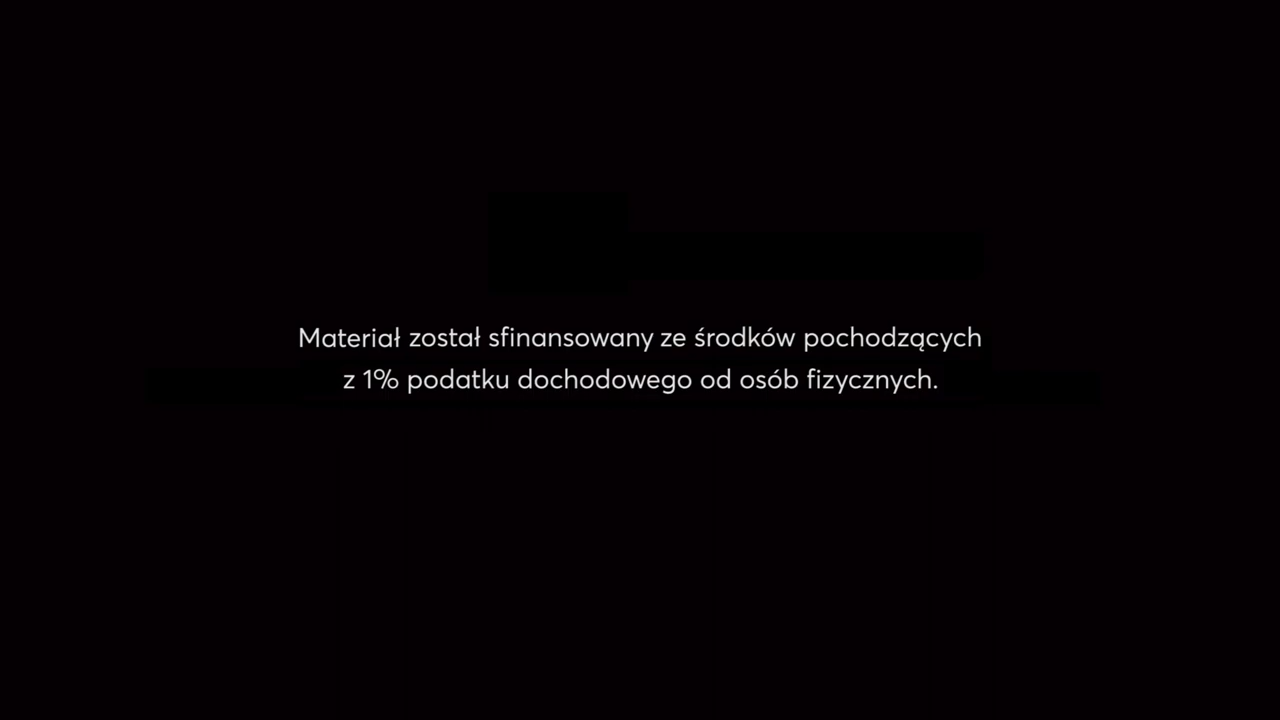 Materiał został sfinansowany ze środków pochodzących
z 1% podatku dochodowego od osób fizycznych.